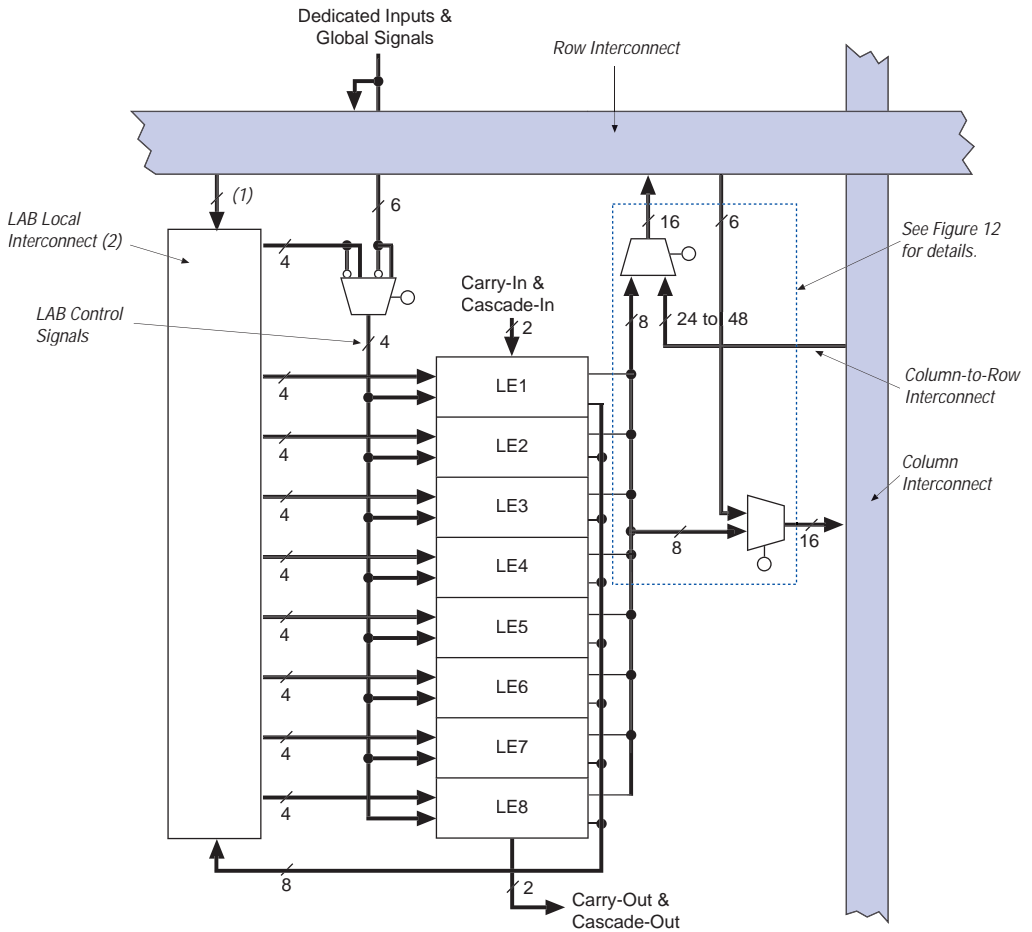 Dedicated Inputs &
Global Signals
Row Interconnect
(1)
6
16
6
LAB Local
Interconnect (2)
See Figure 12
for details.
4
Carry-In &
Cascade-In
LAB Control
Signals
8
24 to 48
2
4
Column-to-Row
Interconnect
LE1
4
LE2
4
Column
Interconnect
LE3
4
8
16
LE4
4
LE5
4
LE6
4
LE7
4
LE8
4
8
2
Carry-Out &
Cascade-Out